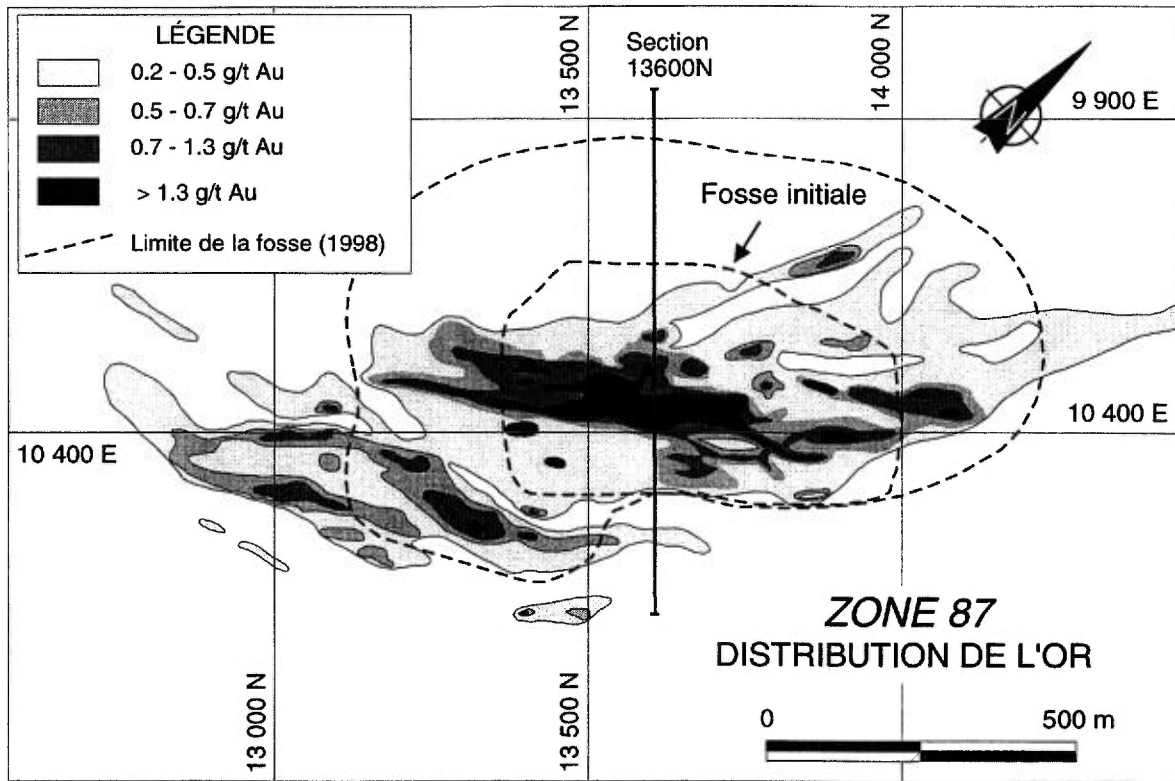 LÉGENDE
0.2 - 0.5 g/t Au
0.5 - 0.7 g/t Au
0.7 - 1.3 g/t Au
> 1.3 g/t Au
Limite de la fosse (1998)
13 500 N
Section
13600N
14 000 N
N
9 900 E
Fosse initiale
10 400 E
10 400 E
13 000 N
13 500 N
ZONE 87
DISTRIBUTION DE L'OR
0
500 m